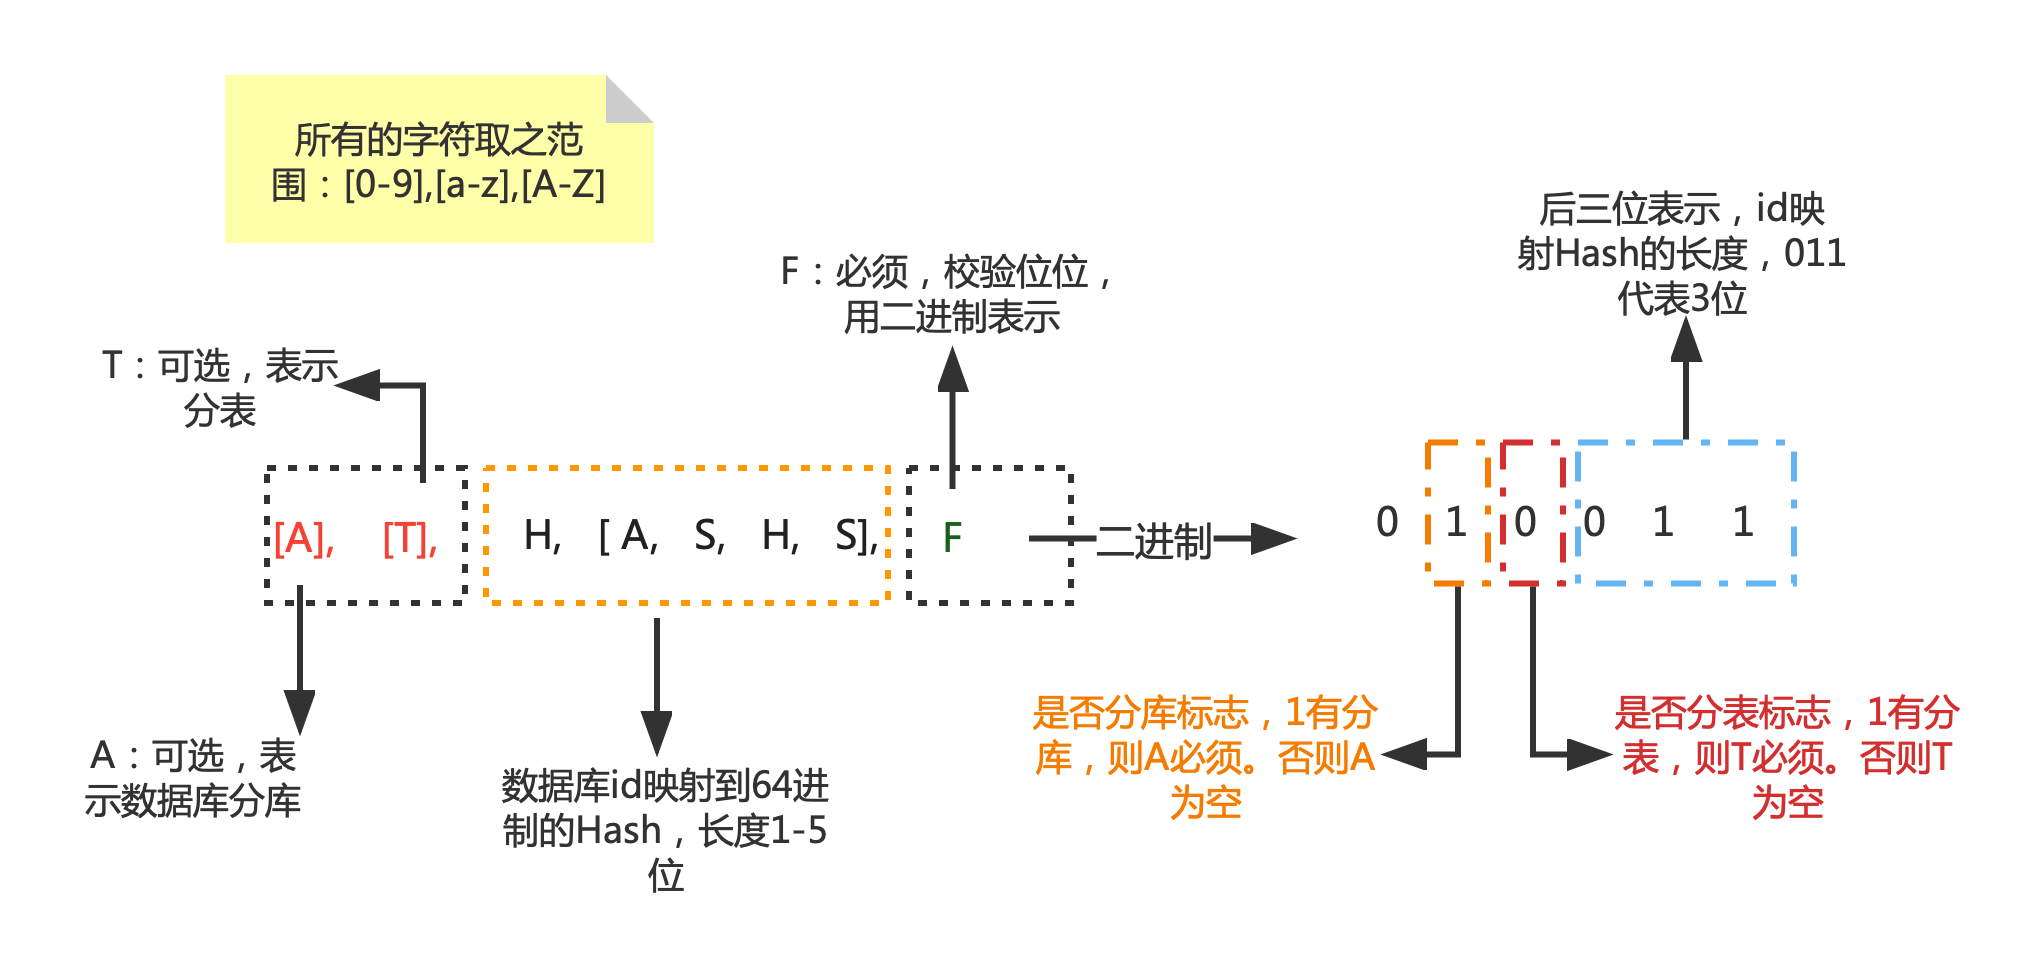 所有的字符取之范
围：[0-9],[a-z],[A-Z]
后三位表示，id映
射Hash的长度，011
代表3位
F：必须，校验位位，
用二进制表示
T：可选，表示
分表
[A], [T], H, [ A, S, H, S], F
二进制
0 1 0 0 1 1
A：可选，表
示数据库分库
数据库id映射到64进
制的Hash，长度1-5
位
是否分库标志，1有分
库，则A必须。否则A
为空
是否分表标志，1有分
表，则T必须。否则T
为空